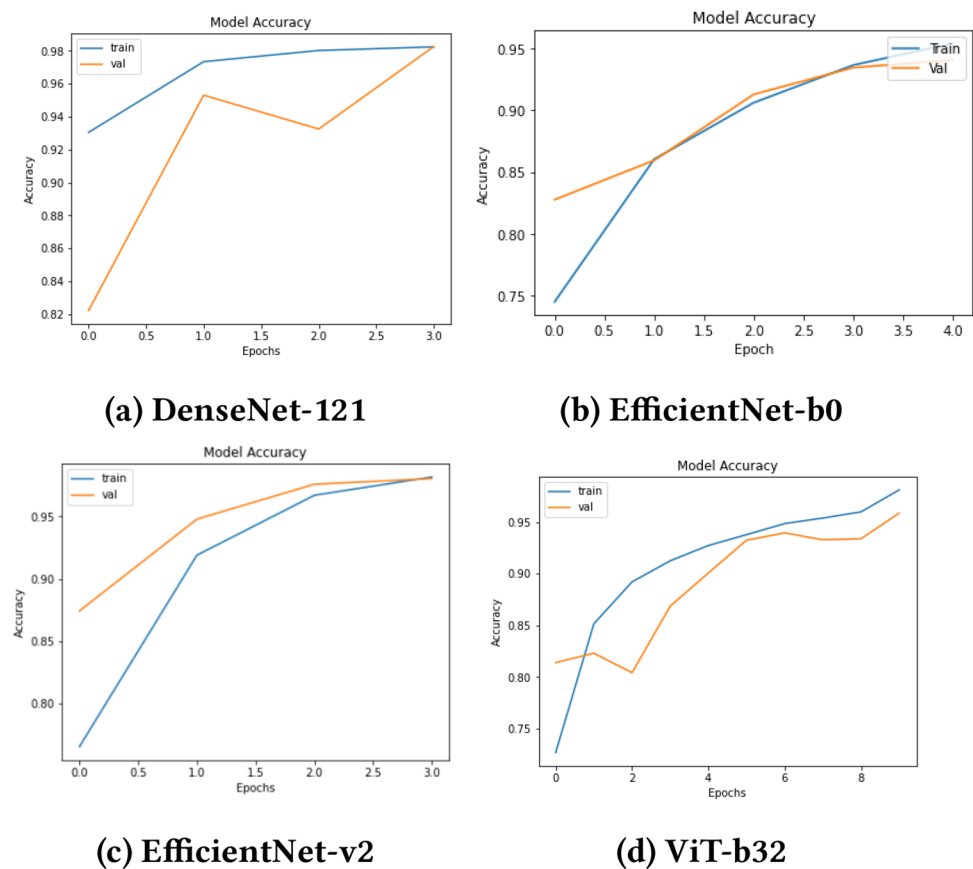 Model Accuracy
train
val
0.98
0.96
0.94
0.92
0.90
0.88
0.86
0.84
0.82
Accuracy
0.0 0.5 1.0 1.5 2.0 2.5 3.0
Epochs
(a) DenseNet-121
Model Accuracy
Train
Val
0.95
0.90
0.85
0.80
0.75
Accuracy
0.0 0.5 1.0 1.5 2.0 2.5 3.0 3.5 4.0
Epoch
(b) EfficientNet-b0
Model Accuracy
train
val
0.95
0.90
0.85
0.80
Accuracy
0.0 0.5 1.0 1.5 2.0 2.5 3.0
Epochs
(c) EfficientNet-v2
Model Accuracy
train
val
0.95
0.90
0.85
0.80
0.75
Accuracy
0 2 4 6 8
Epochs
(d) ViT-b32